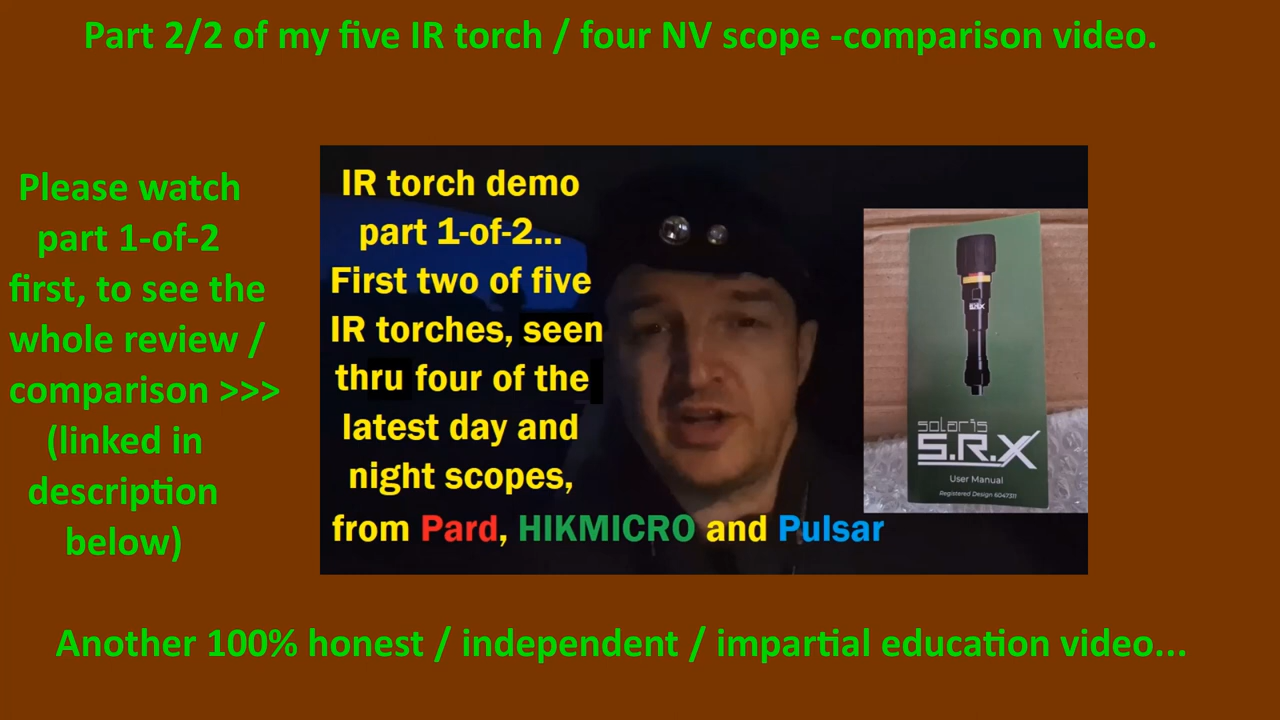 Part 2/2 of my five IR torch / four NV scope -comparison video.
Please watch
part 1-of-2
first, to see the
whole review /
comparison >>>
(linked in
description
below)
IR torch demo
part 1-of-2...
First two of five
IR torches, seen
thru four of the
latest day and
night scopes,
from Pard, HIKMICRO and Pulsar
S.R.X
solaris
S.R.X
User Manual
Registered Design 6047311
Another 100% honest / independent / impartial education video...